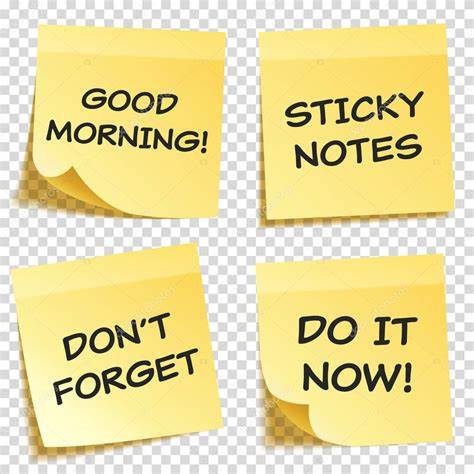 GOOD
MORNING!
STICKY
NOTES
DON'T
FORGET
DO IT
NOW!